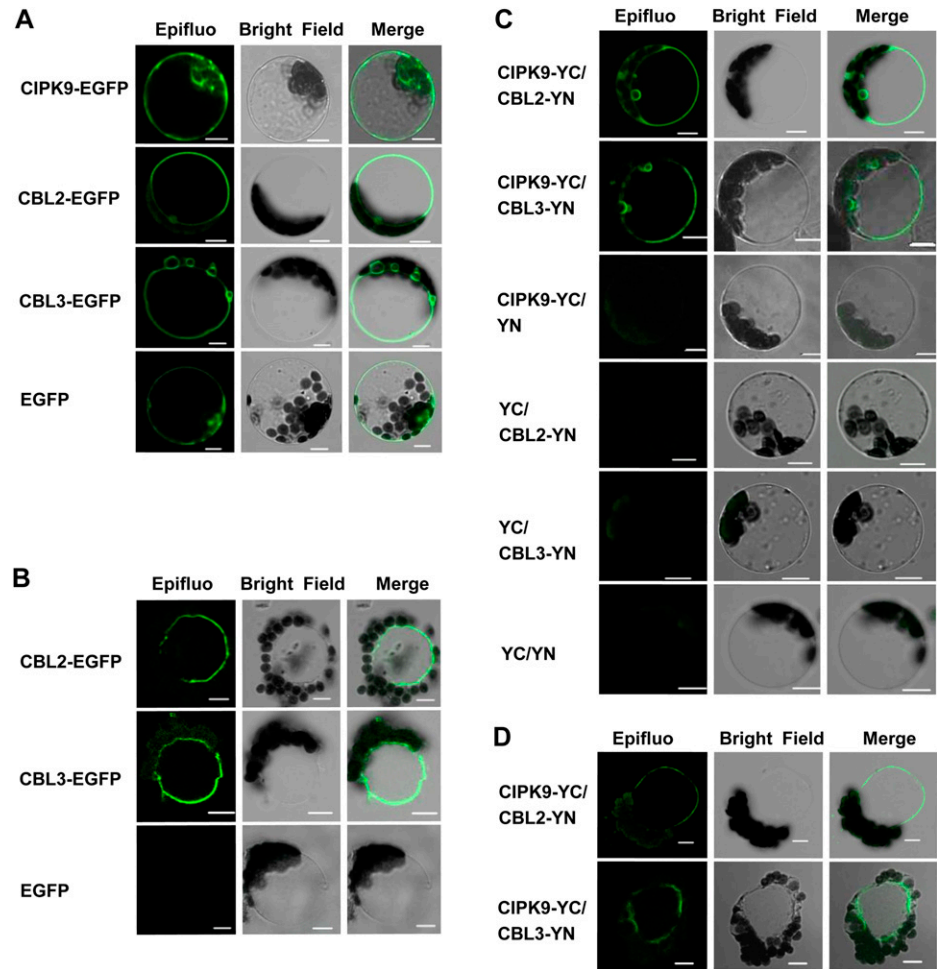 A
Epifluo Bright Field Merge
CIPK9-EGFP
CBL2-EGFP
CBL3-EGFP
EGFP
B
Epifluo Bright Field Merge
CBL2-EGFP
CBL3-EGFP
EGFP
C
Epifluo Bright Field Merge
CIPK9-YC/
CBL2-YN
CIPK9-YC/
CBL3-YN
CIPK9-YC/
YN
YC/
CBL2-YN
YC/
CBL3-YN
YC/YN
D
Epifluo Bright Field Merge
CIPK9-YC/
CBL2-YN
CIPK9-YC/
CBL3-YN